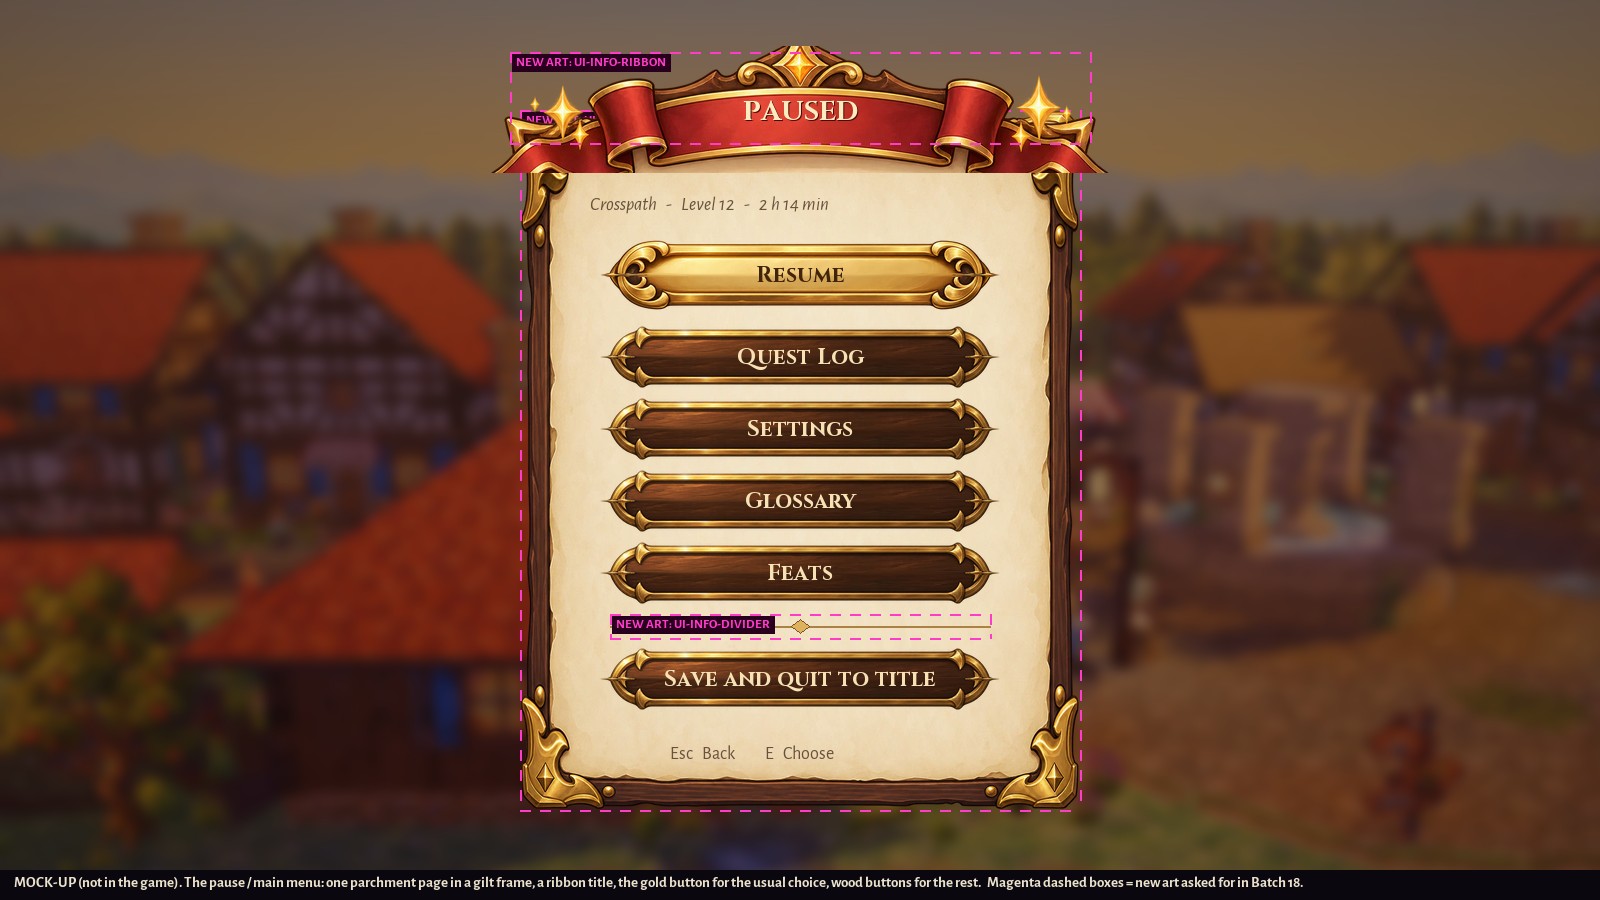 NEW ART: UI-INFO-RIBBON
NEW
PAUSED
Crosspath - Level 12 - 2 h 14 min
Resume
Quest Log
Settings
Glossary
Feats
NEW ART: UI-INFO-DIVIDER
Save and quit to title
Esc Back E Choose
MOCK-UP (not in the game). The pause / main menu: one parchment page in a gilt frame, a ribbon title, the gold button for the usual choice, wood buttons for the rest. Magenta dashed boxes = new art asked for in Batch 18.